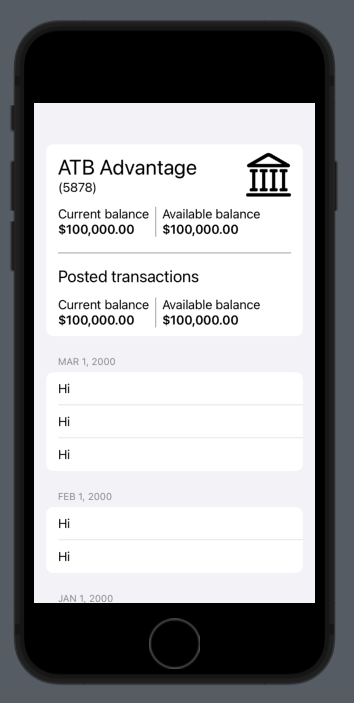 ATB Advantage
(5878)
Current balance Available balance
$100,000.00 $100,000.00
Posted transactions
Current balance Available balance
$100,000.00 $100,000.00
MAR 1, 2000
Hi
Hi
Hi
FEB 1, 2000
Hi
Hi
JAN 1, 2000